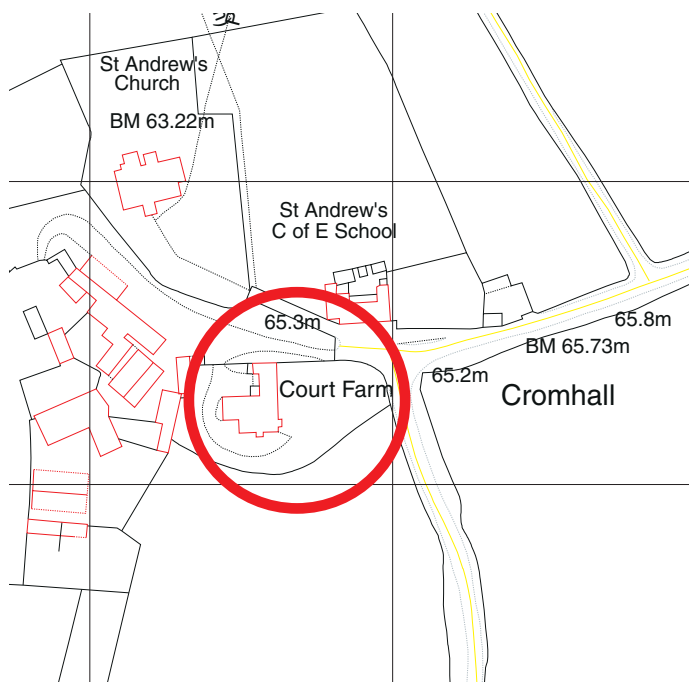 St Andrew's
Church
BM 63.22m
St Andrew's
C of E School
65.3m
65.8m
BM 65.73m
65.2m
Court Farm
Cromhall